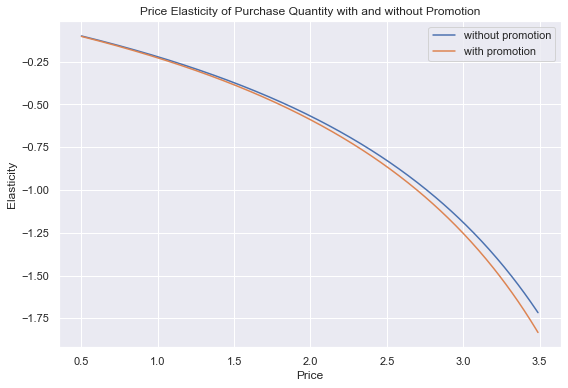 Price Elasticity of Purchase Quantity with and without Promotion
without promotion
with promotion
−0.25
−0.50
−0.75
−1.00
−1.25
−1.50
−1.75
Elasticity
0.5 1.0 1.5 2.0 2.5 3.0 3.5
Price